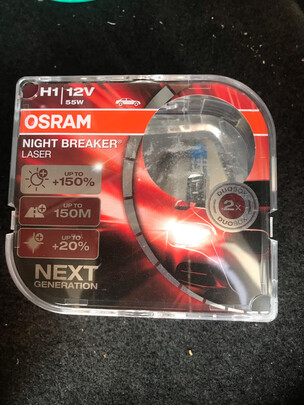 H1 12V
55W
OSRAM
NIGHT BREAKER®
LASER
UP TO
+150%
UP TO
150M
UP TO
+20%
NEXT
GENERATION
DUOBOX
2x
DUOBOX